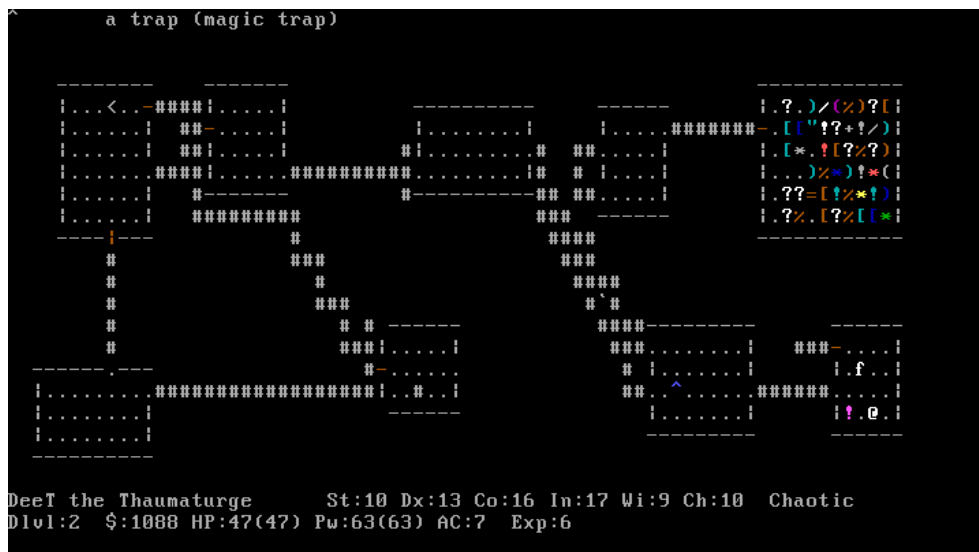 ^ a trap (magic trap)
DeeT the Thaumaturge St:10 Dx:13 Co:16 In:17 Wi:9 Ch:10 Chaotic
Dlvl:2 $:1088 HP:47(47) Pw:63(63) AC:7 Exp:6